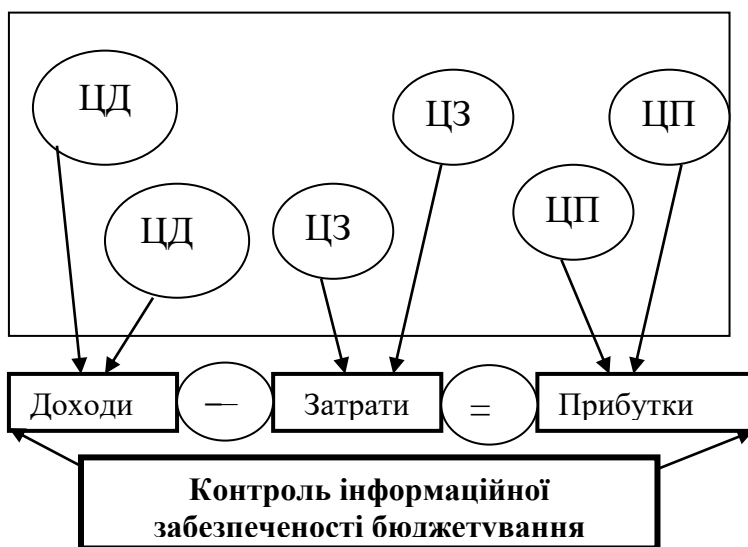 ЦД
ЦЗ
ЦП
ЦД
ЦЗ
ЦП
Доходи — Затрати = Прибутки
Контроль інформаційної
забезпеченості бюджетування